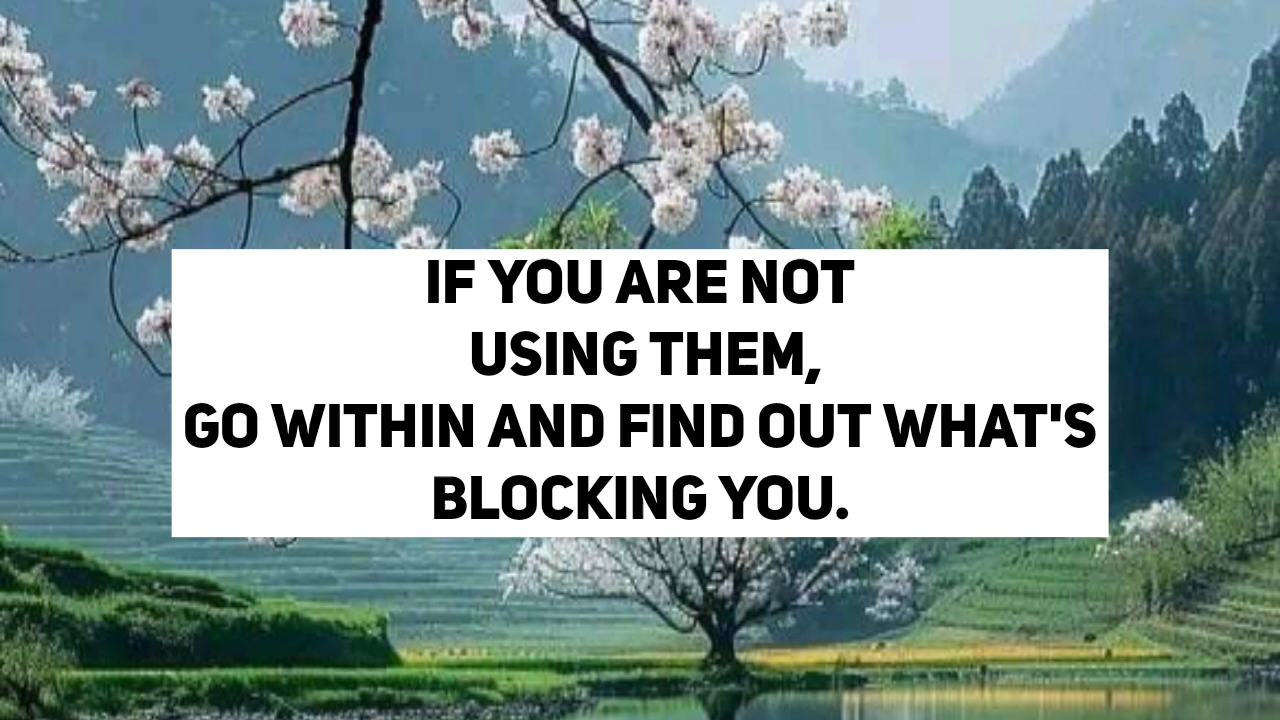 IF YOU ARE NOT
USING THEM,
GO WITHIN AND FIND OUT WHAT'S
BLOCKING YOU.